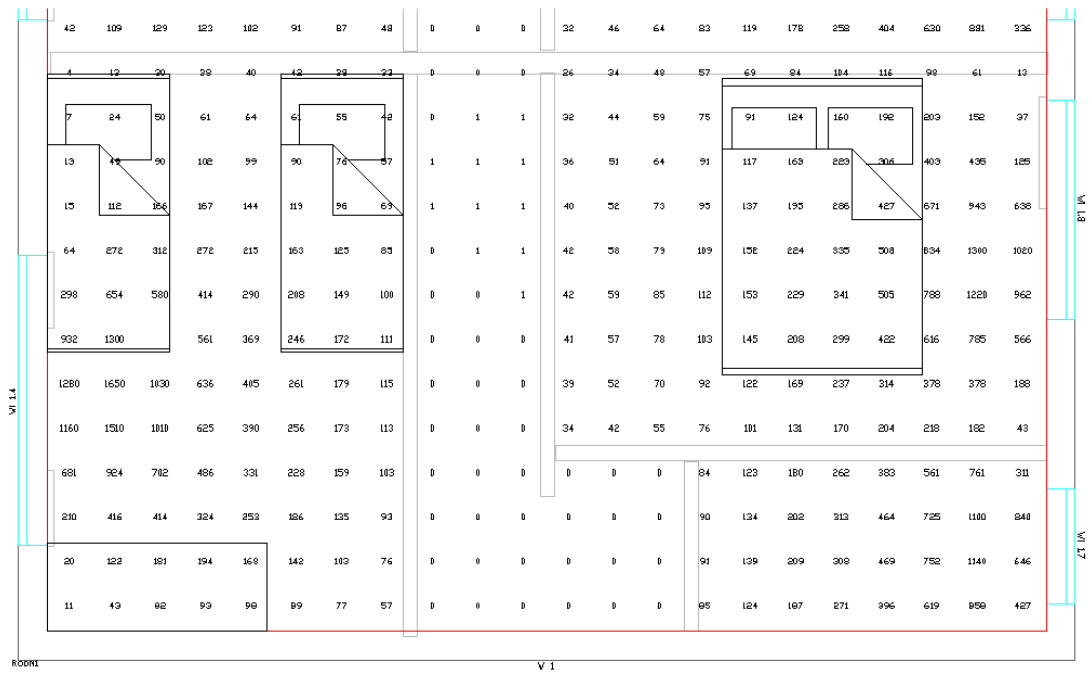 42 109 129 123 102 91 87 48 0 0 0 32 46 64 83 119 178 258 404 630 881 336
4 13 30 38 40 42 38 33 0 0 0 26 34 48 57 69 84 104 116 98 61 13
7 24 50 61 64 61 55 42 0 1 1 32 44 59 75 91 124 160 192 203 152 37
13 49 90 102 99 90 76 57 1 1 1 36 51 64 91 117 163 223 306 403 435 125
15 112 166 167 144 119 96 69 1 1 1 40 52 73 95 137 195 286 427 671 943 638
64 272 312 272 215 163 125 85 0 1 1 42 58 79 109 152 224 335 508 834 1300 1020
298 654 580 414 290 208 149 100 0 0 1 42 59 85 112 153 229 341 505 788 1220 962
932 1300 561 369 246 172 111 0 0 0 41 57 78 103 145 208 299 422 616 785 566
1280 1650 1030 636 405 261 179 115 0 0 0 39 52 70 92 122 169 237 314 378 378 188
1160 1510 1010 625 390 256 173 113 0 0 0 34 42 55 76 101 131 170 204 218 182 43
681 924 702 486 331 228 159 103 0 0 0 0 0 0 84 123 180 262 383 561 761 311
210 416 414 324 253 186 135 93 0 0 0 0 0 0 90 134 202 313 464 725 1100 840
20 122 181 194 168 142 103 76 0 0 0 0 0 0 91 139 209 308 469 752 1140 646
11 43 82 93 98 89 77 57 0 0 0 0 0 0 85 124 187 271 396 619 858 427
WI 1.4
WI 1.8
WI 1.7
ROOM1
V 1